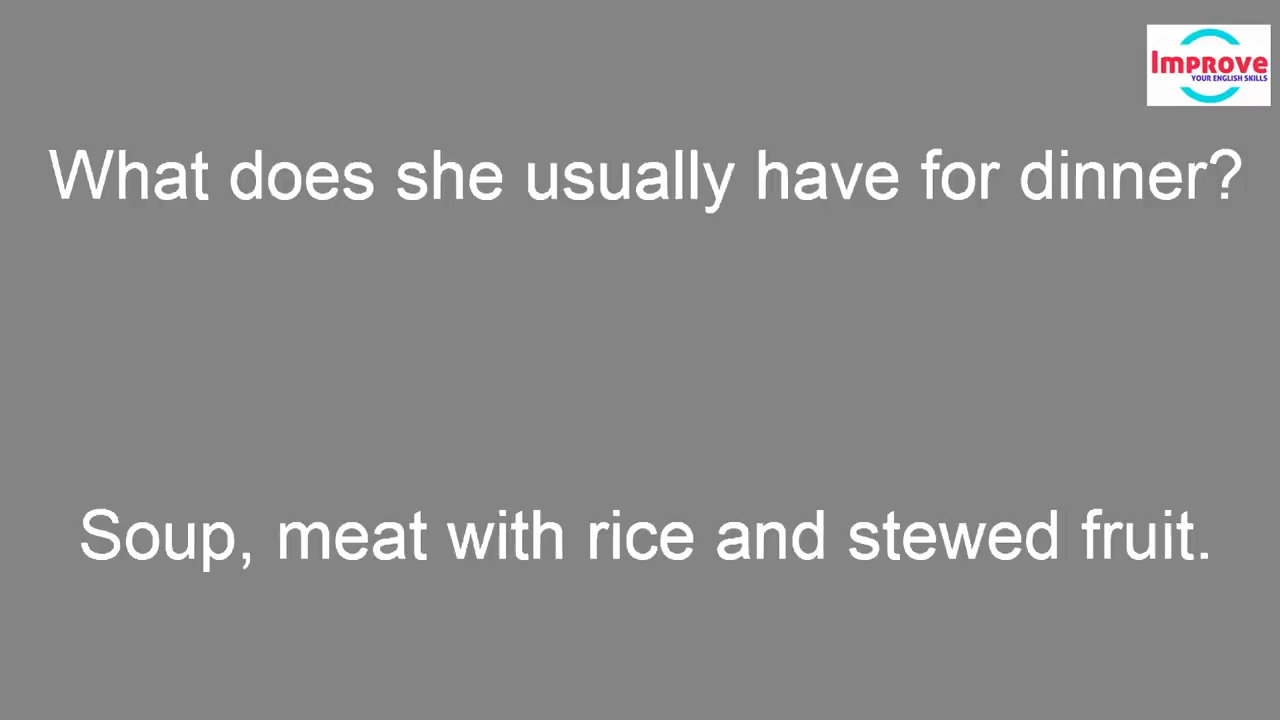 Improve
YOUR ENGLISH SKILLS
What does she usually have for dinner?
Soup, meat with rice and stewed fruit.